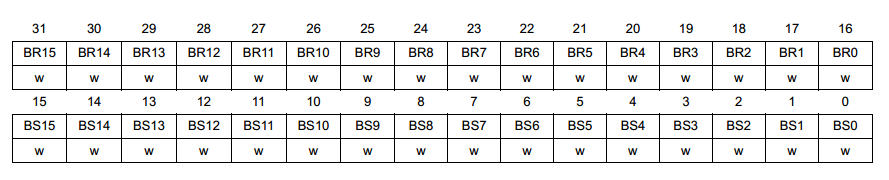 31 30 29 28 27 26 25 24 23 22 21 20 19 18 17 16
BR15 BR14 BR13 BR12 BR11 BR10 BR9 BR8 BR7 BR6 BR5 BR4 BR3 BR2 BR1 BR0
w w w w w w w w w w w w w w w w
15 14 13 12 11 10 9 8 7 6 5 4 3 2 1 0
BS15 BS14 BS13 BS12 BS11 BS10 BS9 BS8 BS7 BS6 BS5 BS4 BS3 BS2 BS1 BS0
w w w w w w w w w w w w w w w w